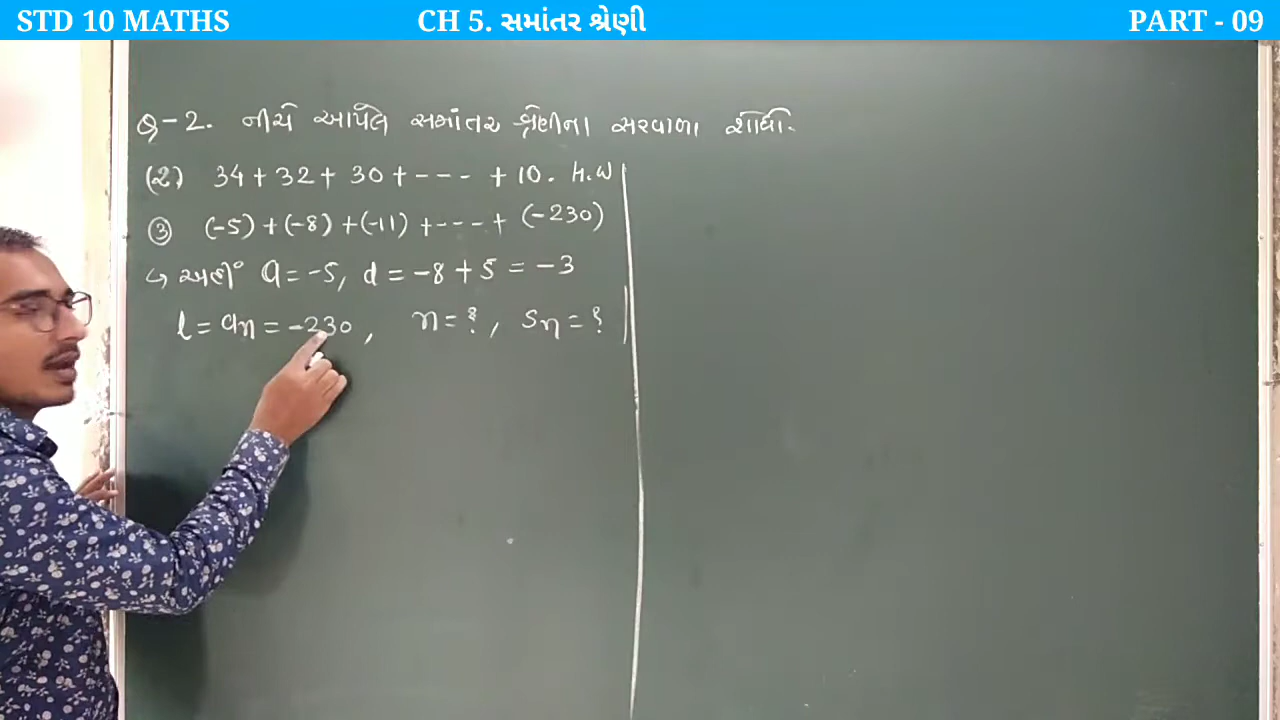 STD 10 MATHS
CH 5. સમાંતર શ્રેણી
PART - 09
Q-2. નીચે આપેલ સમાંતર શ્રેણીના સરવાળા શોધો.
(2) 34 + 32 + 30 + --- - + 10. H.W
③ (-5) + (-8) + (-11) + --- - + (-230)
↳ અહીં a = -5, d = -8 + 5 = -3
l = an = -230, n = ?, Sn = ?